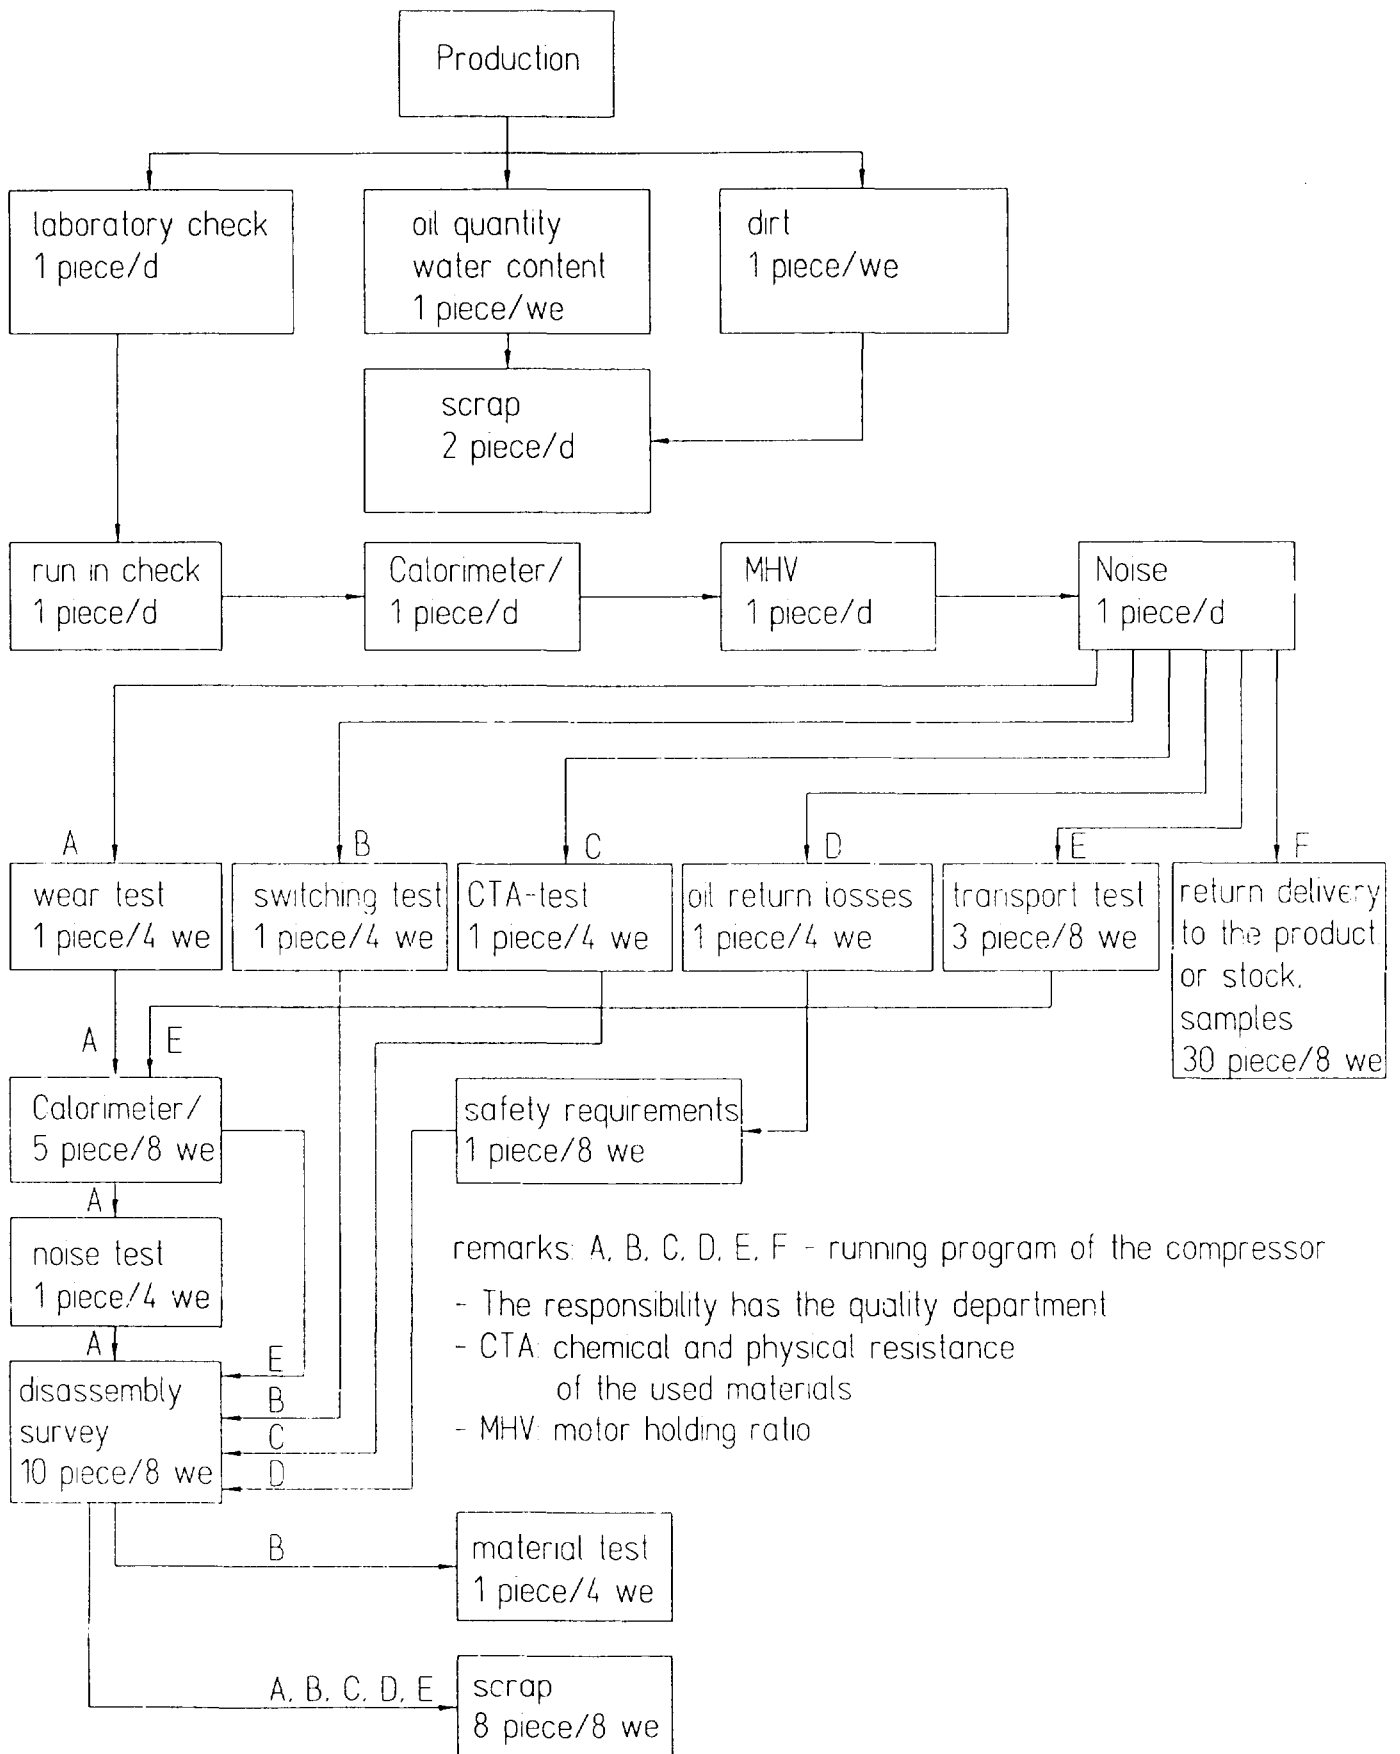 Production
laboratory check
1 piece/d
oil quantity
water content
1 piece/we
dirt
1 piece/we
scrap
2 piece/d
run in check
1 piece/d
Calorimeter/
1 piece/d
MHV
1 piece/d
Noise
1 piece/d
A
B
C
D
E
F
wear test
1 piece/4 we
switching test
1 piece/4 we
CTA-test
1 piece/4 we
oil return losses
1 piece/4 we
transport test
3 piece/8 we
return delivery
to the product.
or stock,
samples
30 piece/8 we
A
E
Calorimeter/
5 piece/8 we
safety requirements
1 piece/8 we
A
noise test
1 piece/4 we
remarks: A, B, C, D, E, F - running program of the compressor
- The responsibility has the quality department
- CTA: chemical and physical resistance
of the used materials
- MHV: motor holding ratio
A
E
B
C
D
disassembly
survey
10 piece/8 we
B
material test
1 piece/4 we
A, B, C, D, E
scrap
8 piece/8 we